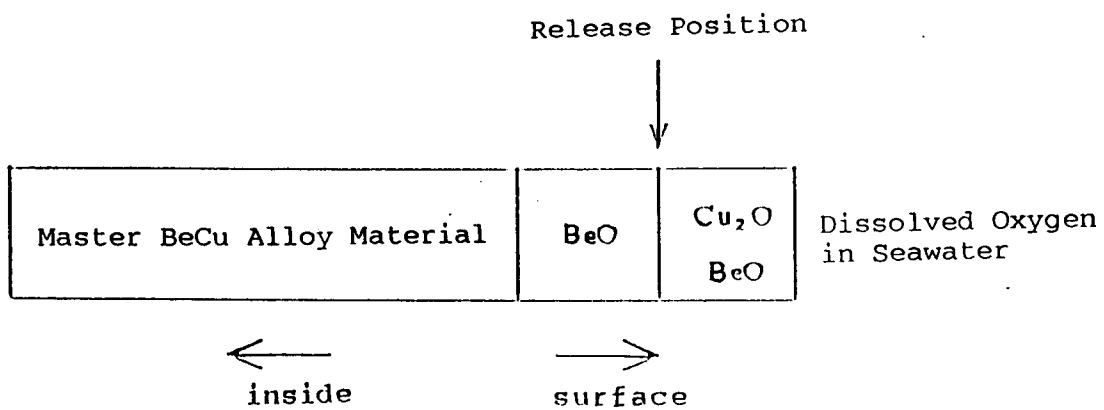 Release Position
Master BeCu Alloy Material
BeO
Cu₂O
BeO
Dissolved Oxygen
in Seawater
inside
surface